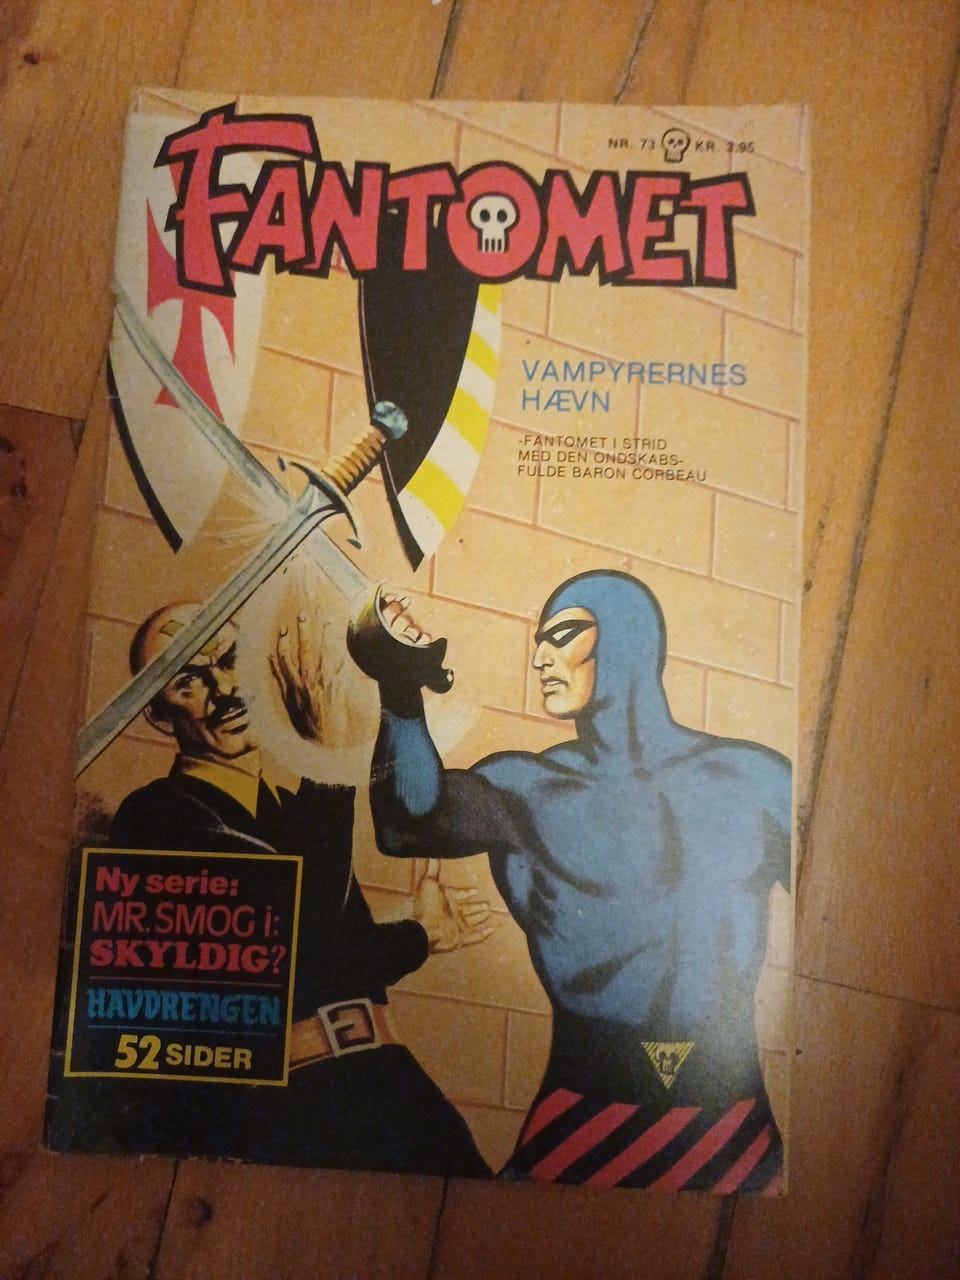 NR. 73 KR. 3.95
FANTOMET
VAMPYRERNES
HÆVN
-FANTOMET I STRID
MED DEN ONDSKABS-
FULDE BARON CORBEAU
Ny serie:
MR. SMOG i:
SKYLDIG?
HAVDRENGEN
52 SIDER